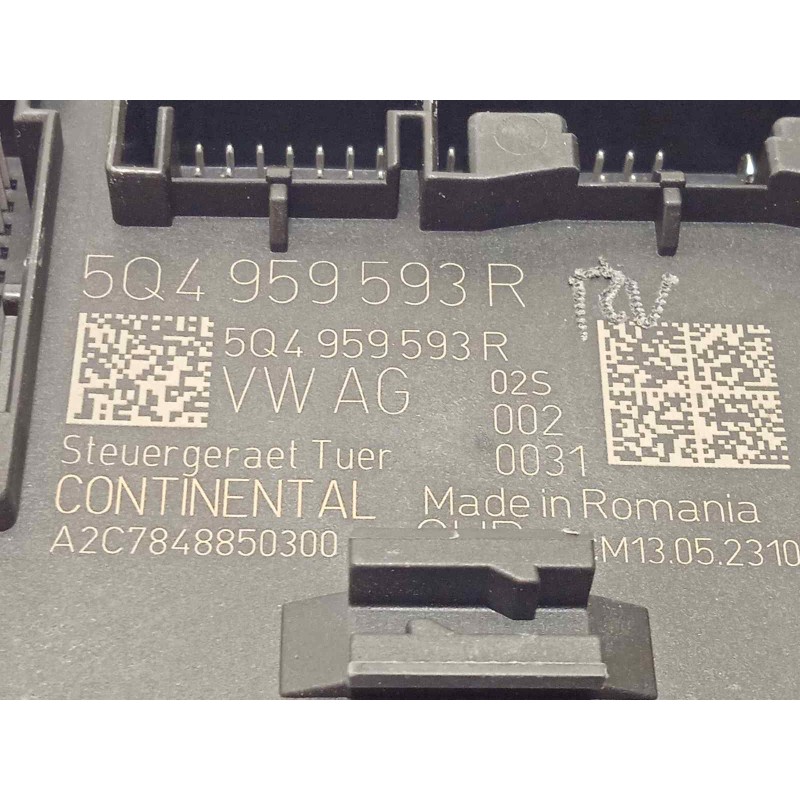 5Q4 959 593 R
5Q4 959 593 R
VW AG
02S
002
0031
Steuergeraet Tuer
CONTINENTAL
Made in Romania
A2C7848850300
M13.05.2310